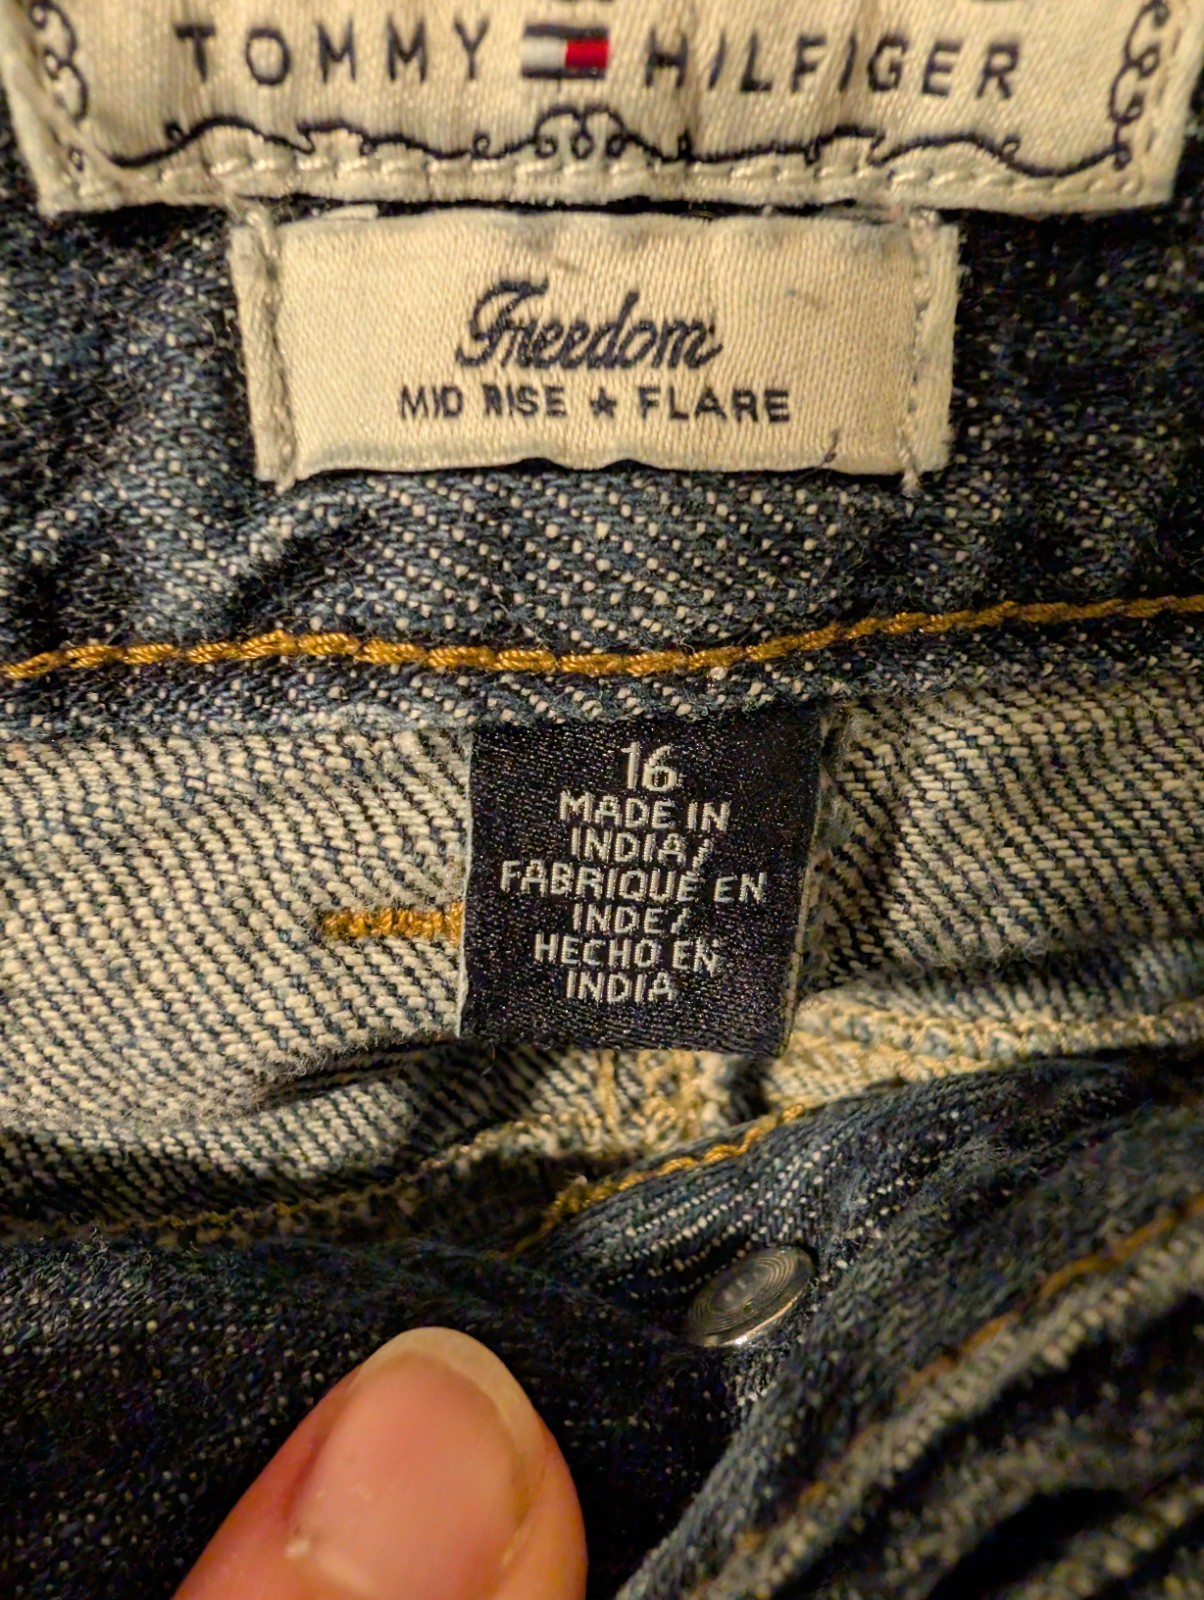 TOMMY HILFIGER
Freedom
MID RISE ★ FLARE
16
MADE IN
INDIA/
FABRIQUÉ EN
INDE/
HECHO EN
INDIA